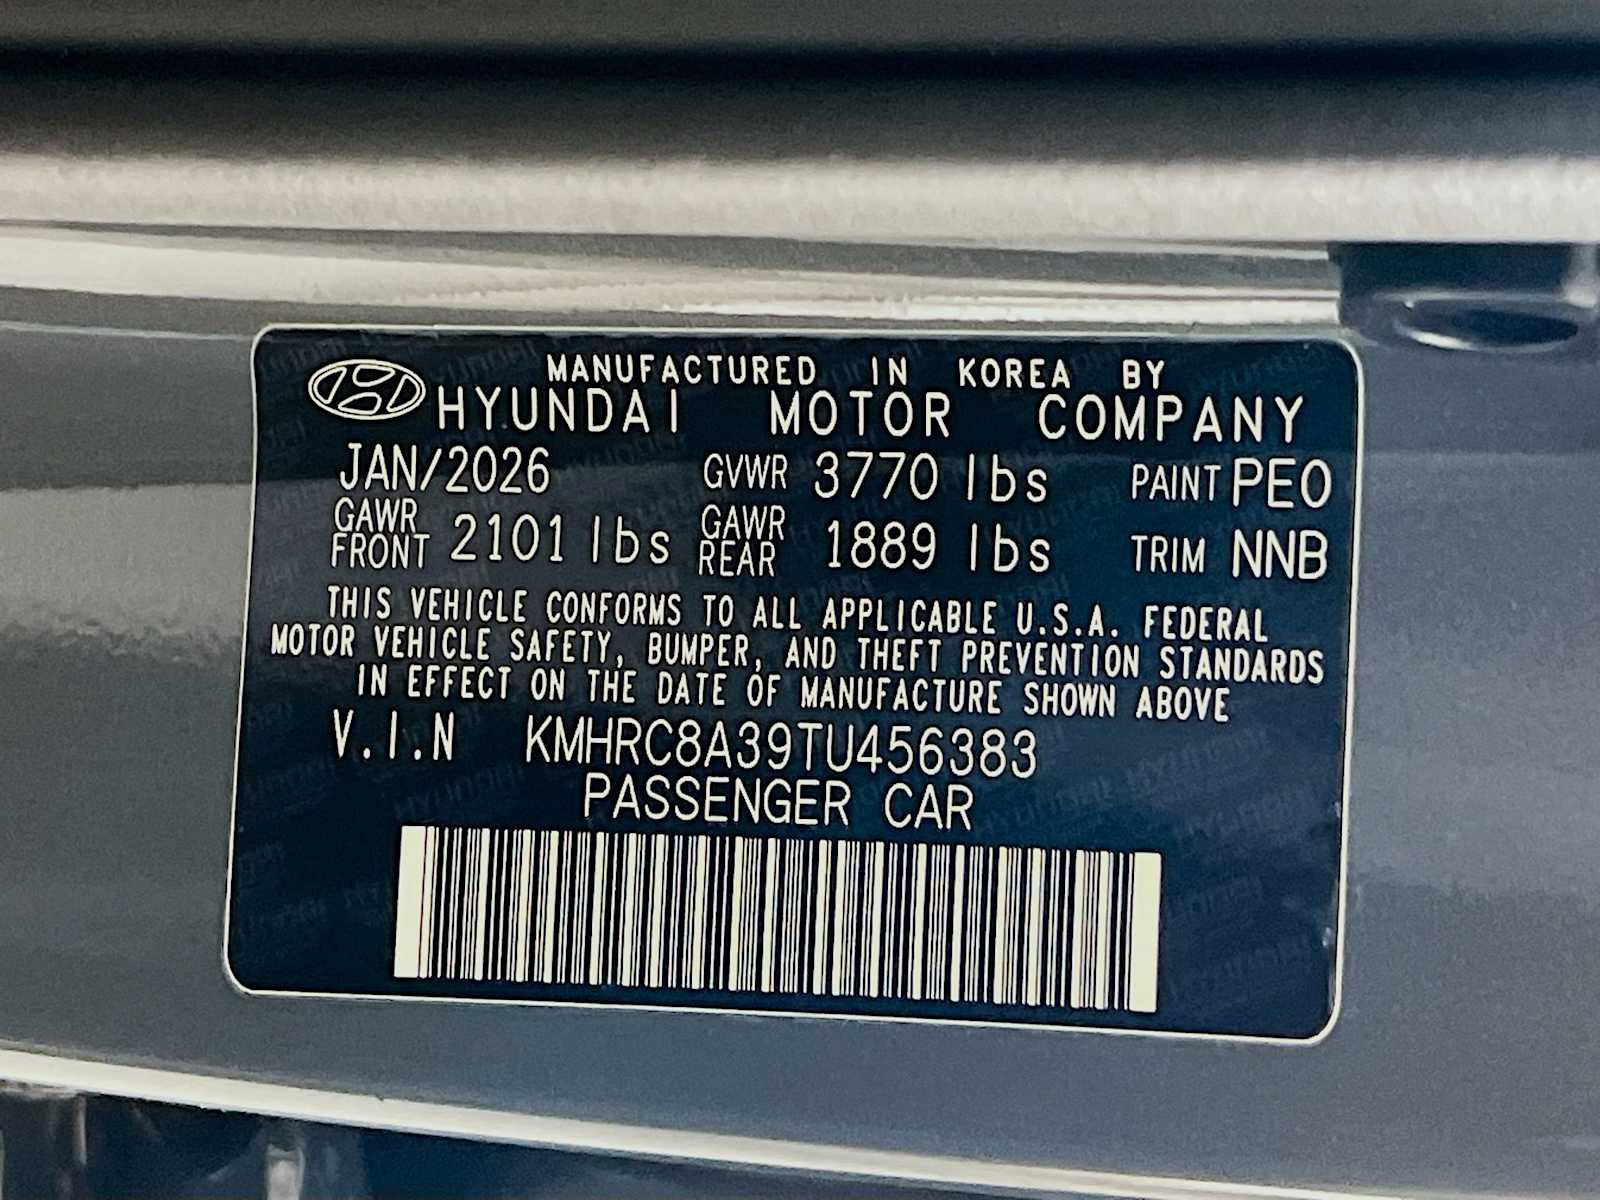 MANUFACTURED IN KOREA BY
HYUNDAI MOTOR COMPANY
JAN/2026 GVWR 3770 lbs PAINT PE0
GAWR FRONT 2101 lbs GAWR REAR 1889 lbs TRIM NNB
THIS VEHICLE CONFORMS TO ALL APPLICABLE U.S.A. FEDERAL
MOTOR VEHICLE SAFETY, BUMPER, AND THEFT PREVENTION STANDARDS
IN EFFECT ON THE DATE OF MANUFACTURE SHOWN ABOVE
V.I.N KMHRC8A39TU456383
PASSENGER CAR